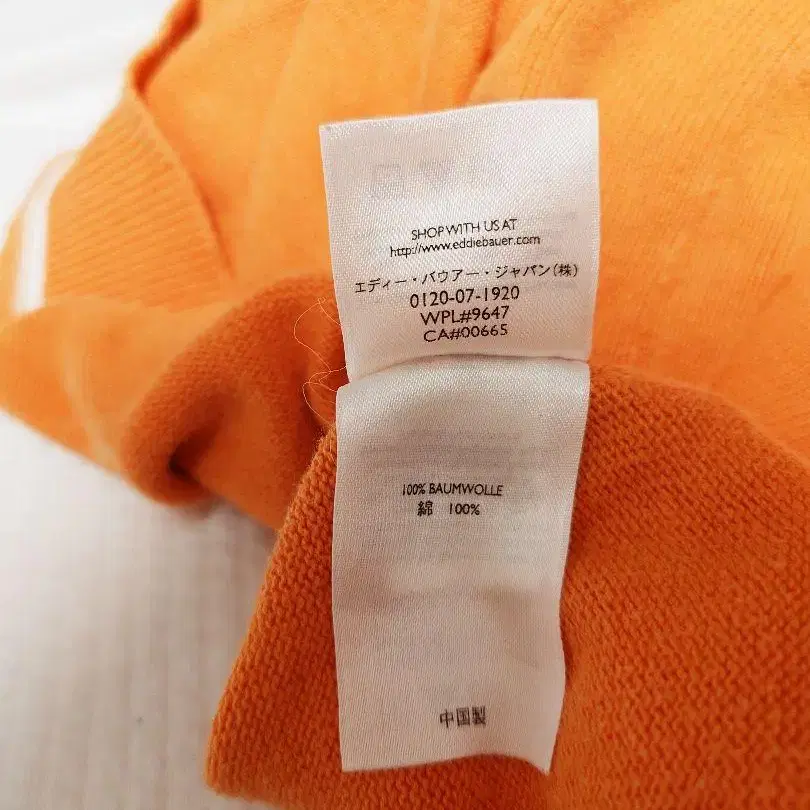 SHOP WITH US AT
http://www.eddiebauer.com
エディー・バウアー・ジャパン(株)
0120-07-1920
WPL#9647
CA#00665
100% BAUMWOLLE
綿 100%
中国製